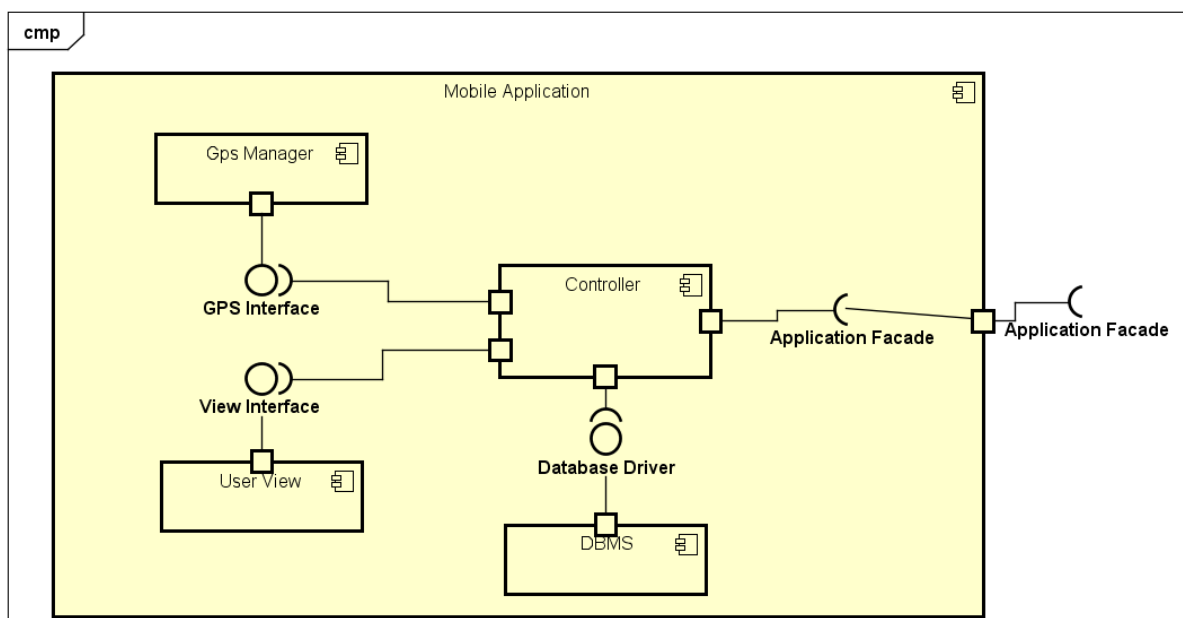 cmp
Mobile Application
Gps Manager
GPS Interface
Controller
Application Facade
Application Facade
View Interface
User View
Database Driver
DBMS